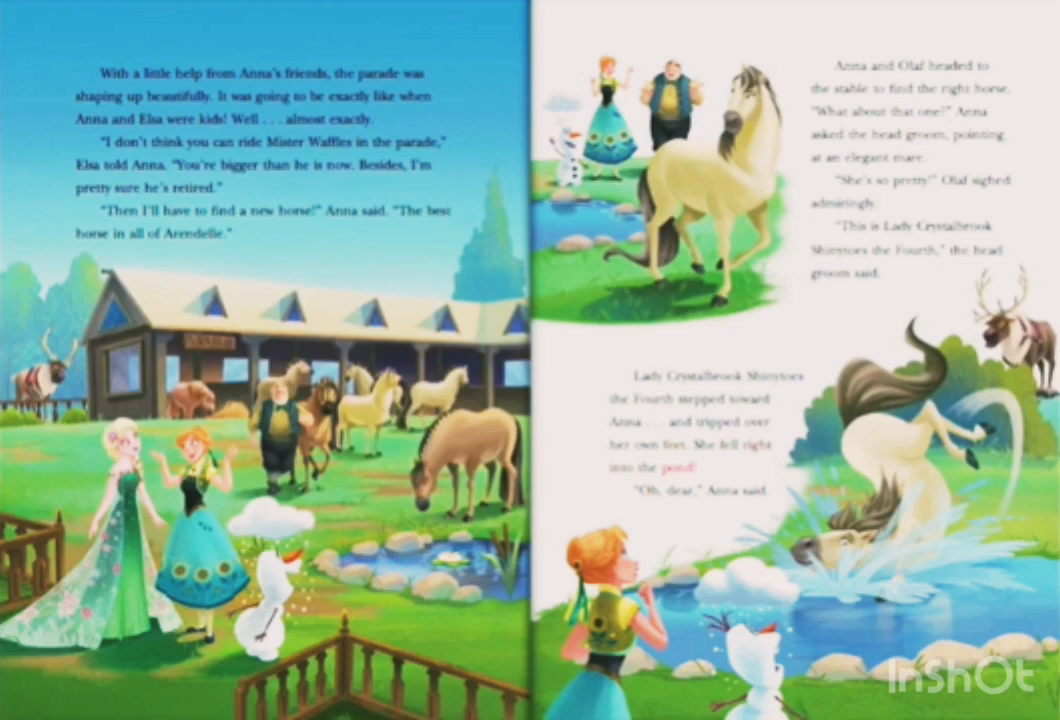 With a little help from Anna's friends, the parade was
shaping up beautifully. It was going to be exactly like when
Anna and Elsa were kids! Well . . . almost exactly.
"I don't think you can ride Mister Waffles in the parade,"
Elsa told Anna. "You're bigger than he is now. Besides, I'm
pretty sure he's retired."
"Then I'll have to find a new horse!" Anna said. "The best
horse in all of Arendelle."
Anna and Olaf headed to
the stable to find the right horse.
"What about that one?" Anna
asked the head groom, pointing
at an elegant mare.
"She's so pretty!" Olaf sighed
admiringly.
"This is Lady Crystalbrook
Shinytoes the Fourth," the head
groom said.
Lady Crystalbrook Shinytoes
the Fourth stepped toward
Anna . . . and tripped over
her own feet. She fell right
into the pond!
"Oh, dear," Anna said.
InShOt